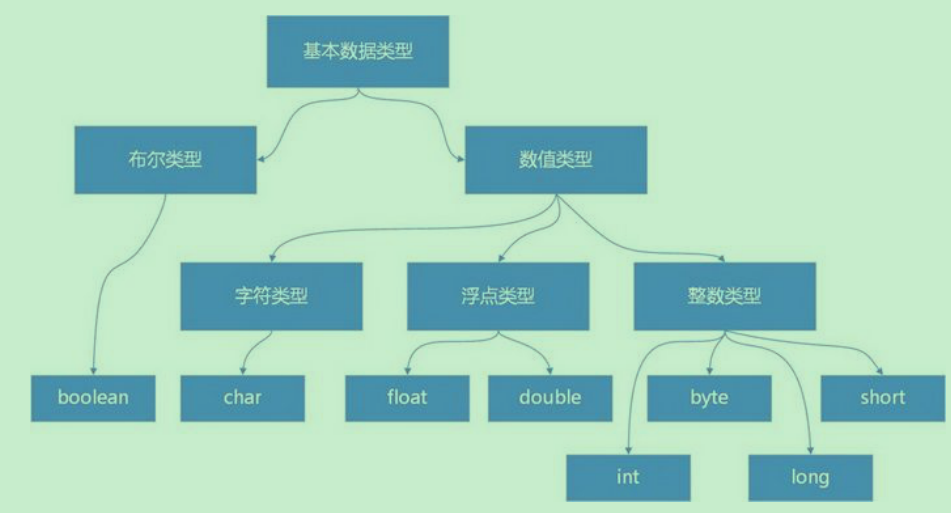 基本数据类型
布尔类型
数值类型
字符类型
浮点类型
整数类型
boolean
char
float
double
byte
short
int
long